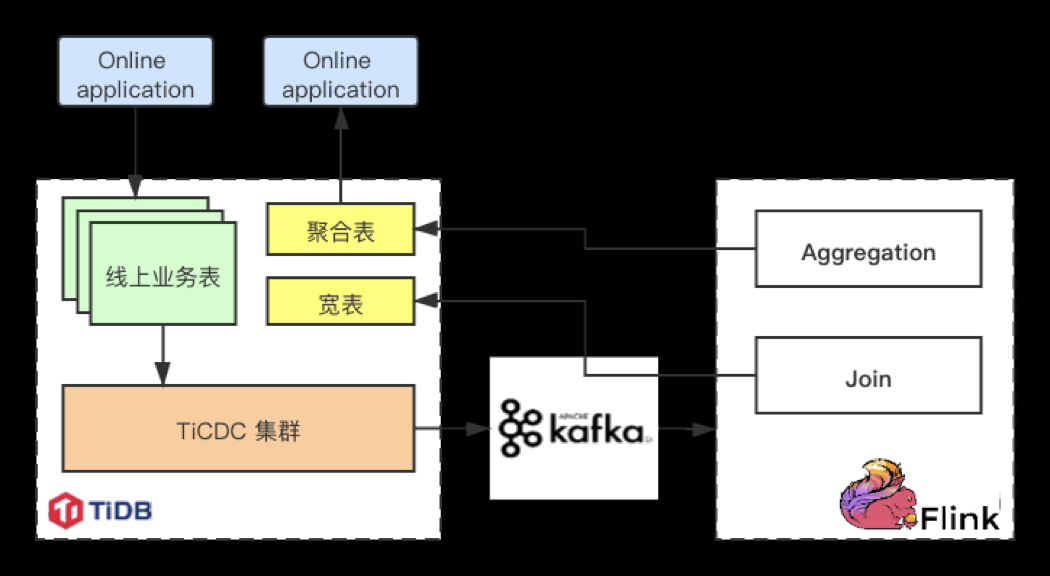 Online
application
Online
application
聚合表
线上业务表
宽表
Aggregation
Join
TiCDC 集群
APACHE
kafka
TiDB
Flink